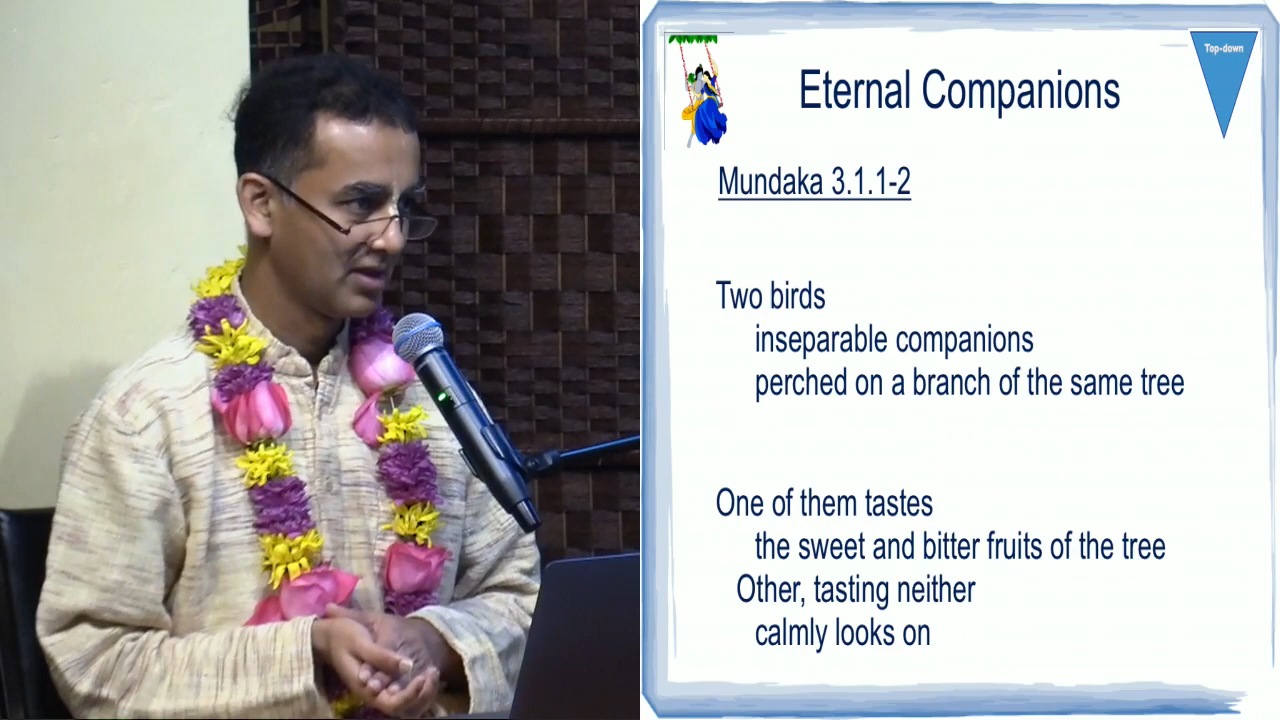 Top-down
Eternal Companions
Mundaka 3.1.1-2
Two birds
inseparable companions
perched on a branch of the same tree
One of them tastes
the sweet and bitter fruits of the tree
Other, tasting neither
calmly looks on